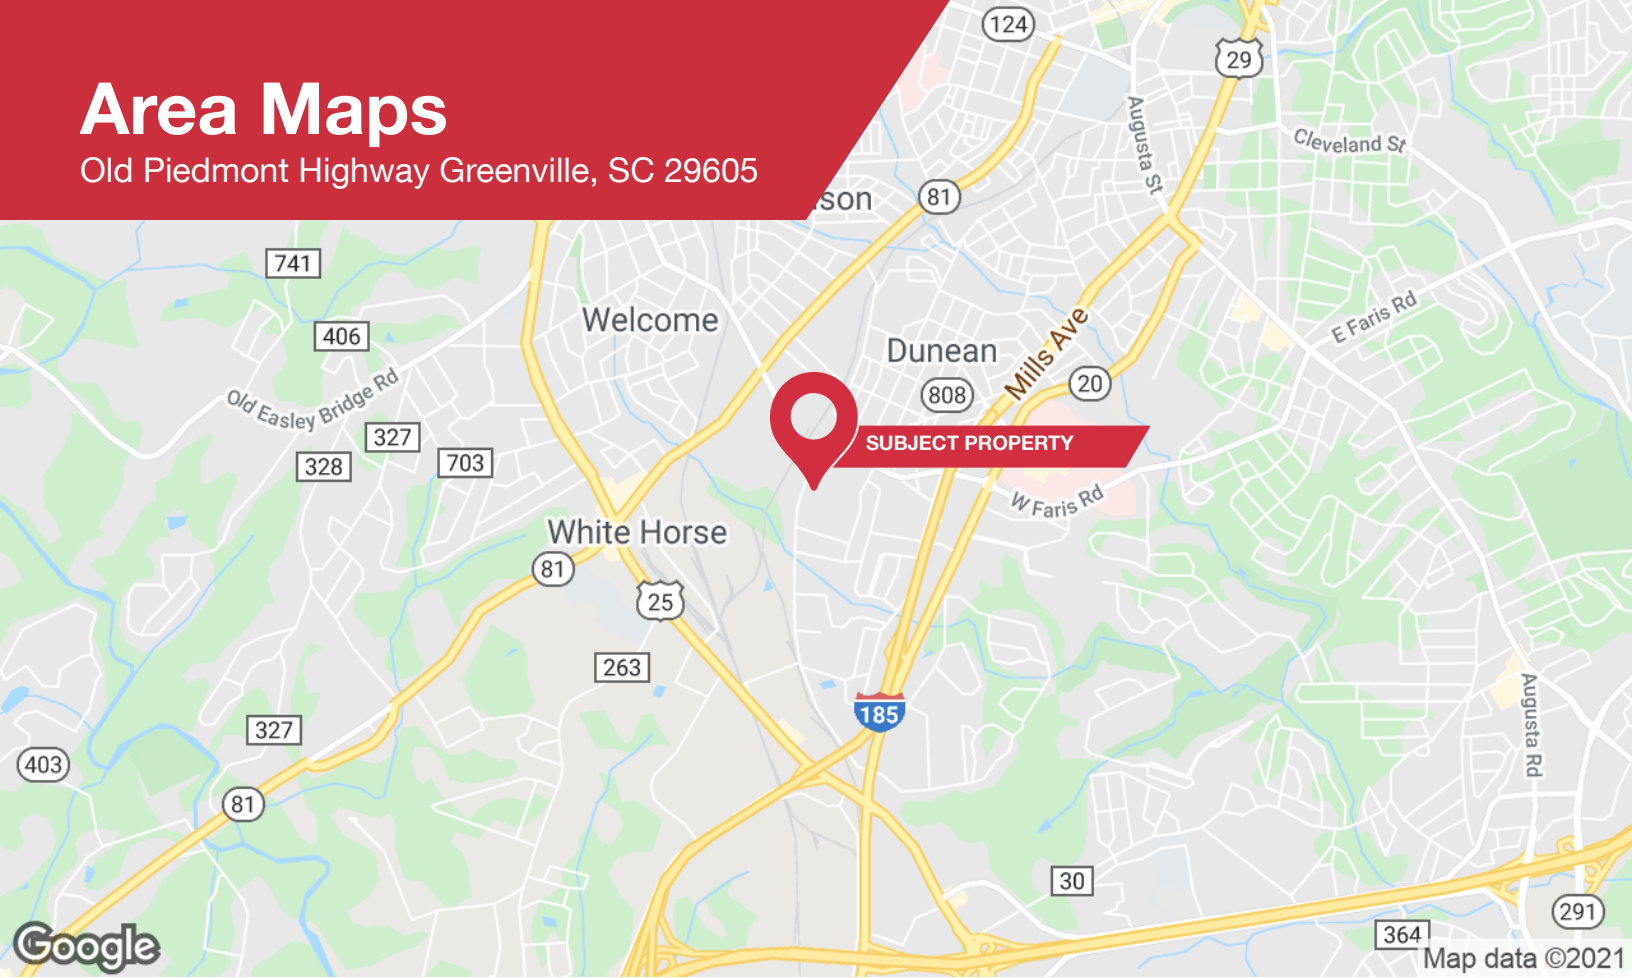 Area Maps
Old Piedmont Highway Greenville, SC 29605
124
29
Augusta St
Cleveland St
81
son
741
406
Welcome
Dunean
Mills Ave
E Faris Rd
808
20
Old Easley Bridge Rd
327
328
703
SUBJECT PROPERTY
W Faris Rd
White Horse
81
25
263
185
Augusta Rd
327
403
81
30
291
364
Google
Map data ©2021